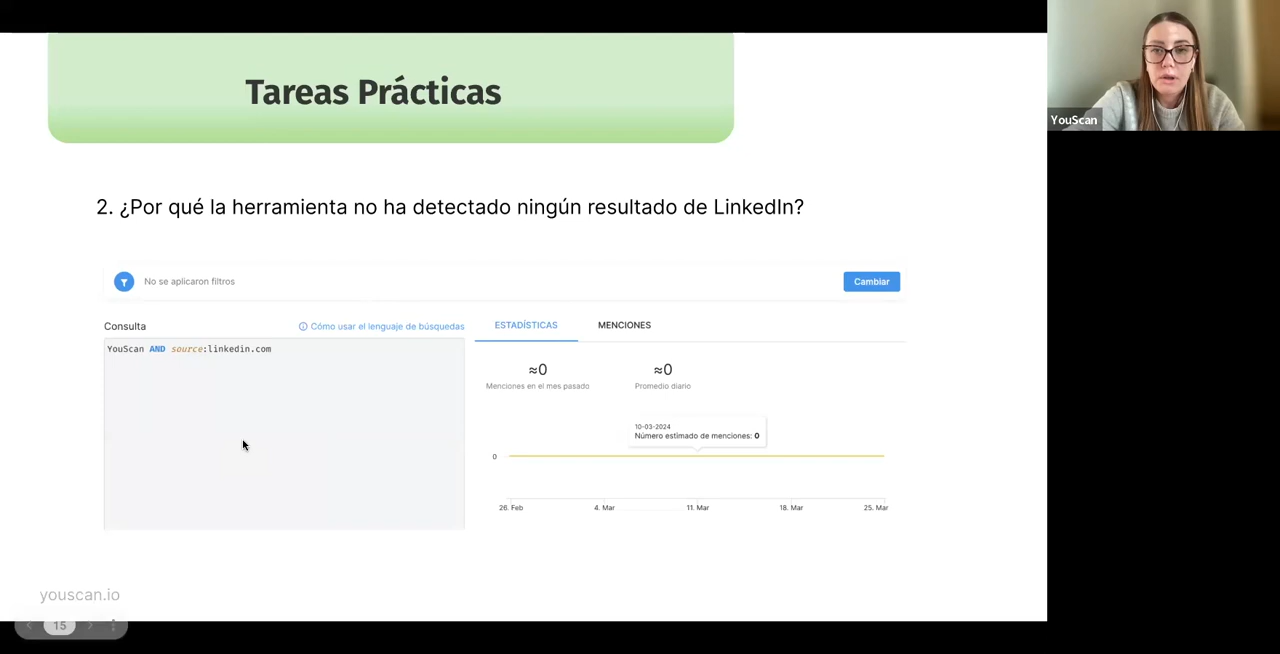 Tareas Prácticas
YouScan
2. ¿Por qué la herramienta no ha detectado ningún resultado de LinkedIn?
No se aplicaron filtros
Cambiar
Consulta
Cómo usar el lenguaje de búsquedas
YouScan AND source:linkedin.com
ESTADÍSTICAS
MENCIONES
≈0
Menciones en el mes pasado
≈0
Promedio diario
10-03-2024
Número estimado de menciones: 0
0
26. Feb
4. Mar
11. Mar
18. Mar
25. Mar
youscan.io
15